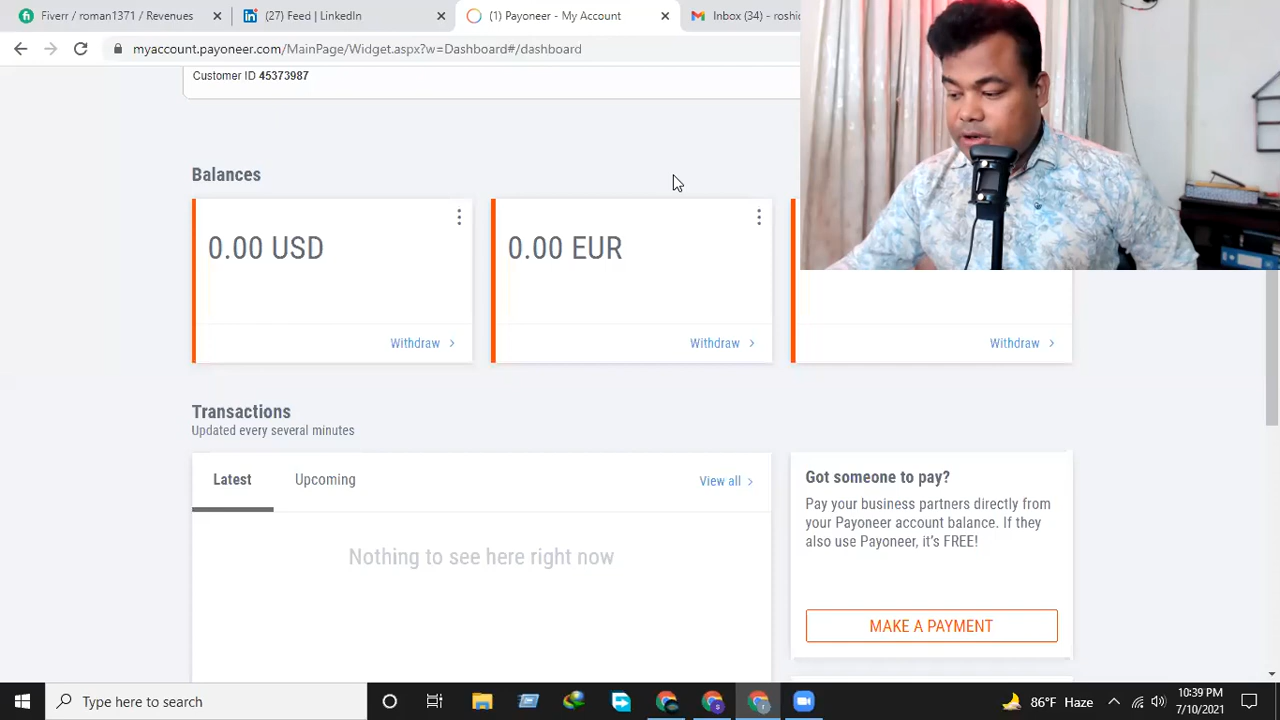 Fiverr / roman1371 / Revenues
(27) Feed | LinkedIn
(1) Payoneer - My Account
Inbox (34) - roshid
myaccount.payoneer.com/MainPage/Widget.aspx?w=Dashboard#/dashboard
Customer ID 45373987
Balances
0.00 USD
0.00 EUR
Withdraw >
Withdraw >
Withdraw >
Transactions
Updated every several minutes
Latest
Upcoming
View all >
Nothing to see here right now
Got someone to pay?
Pay your business partners directly from
your Payoneer account balance. If they
also use Payoneer, it's FREE!
MAKE A PAYMENT
Type here to search
86°F Haze
10:39 PM
7/10/2021